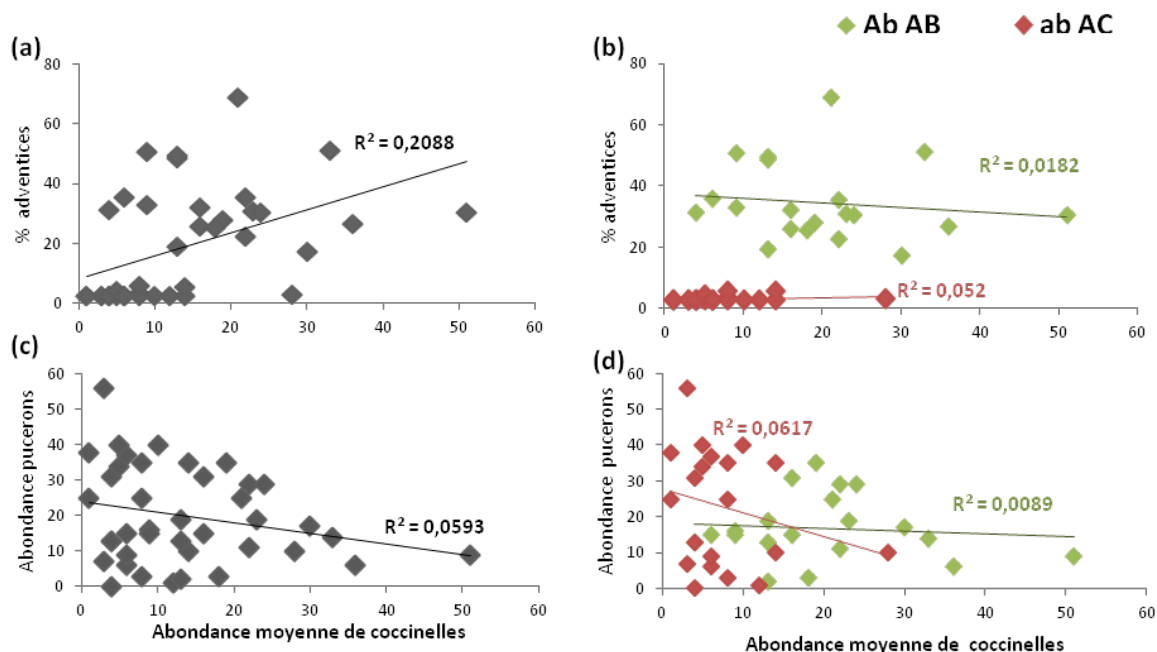 Ab AB ab AC
(a)
80
60
40
20
0
% adventices
R² = 0,2088
0 10 20 30 40 50 60
(b)
80
60
40
20
0
% adventices
R² = 0,0182
R² = 0,052
0 10 20 30 40 50 60
(c)
60
50
40
30
20
10
0
Abondance pucerons
R² = 0,0593
0 10 20 30 40 50 60
Abondance moyenne de coccinelles
(d)
60
50
40
30
20
10
0
Abondance pucerons
R² = 0,0617
R² = 0,0089
0 10 20 30 40 50 60
Abondance moyenne de coccinelles